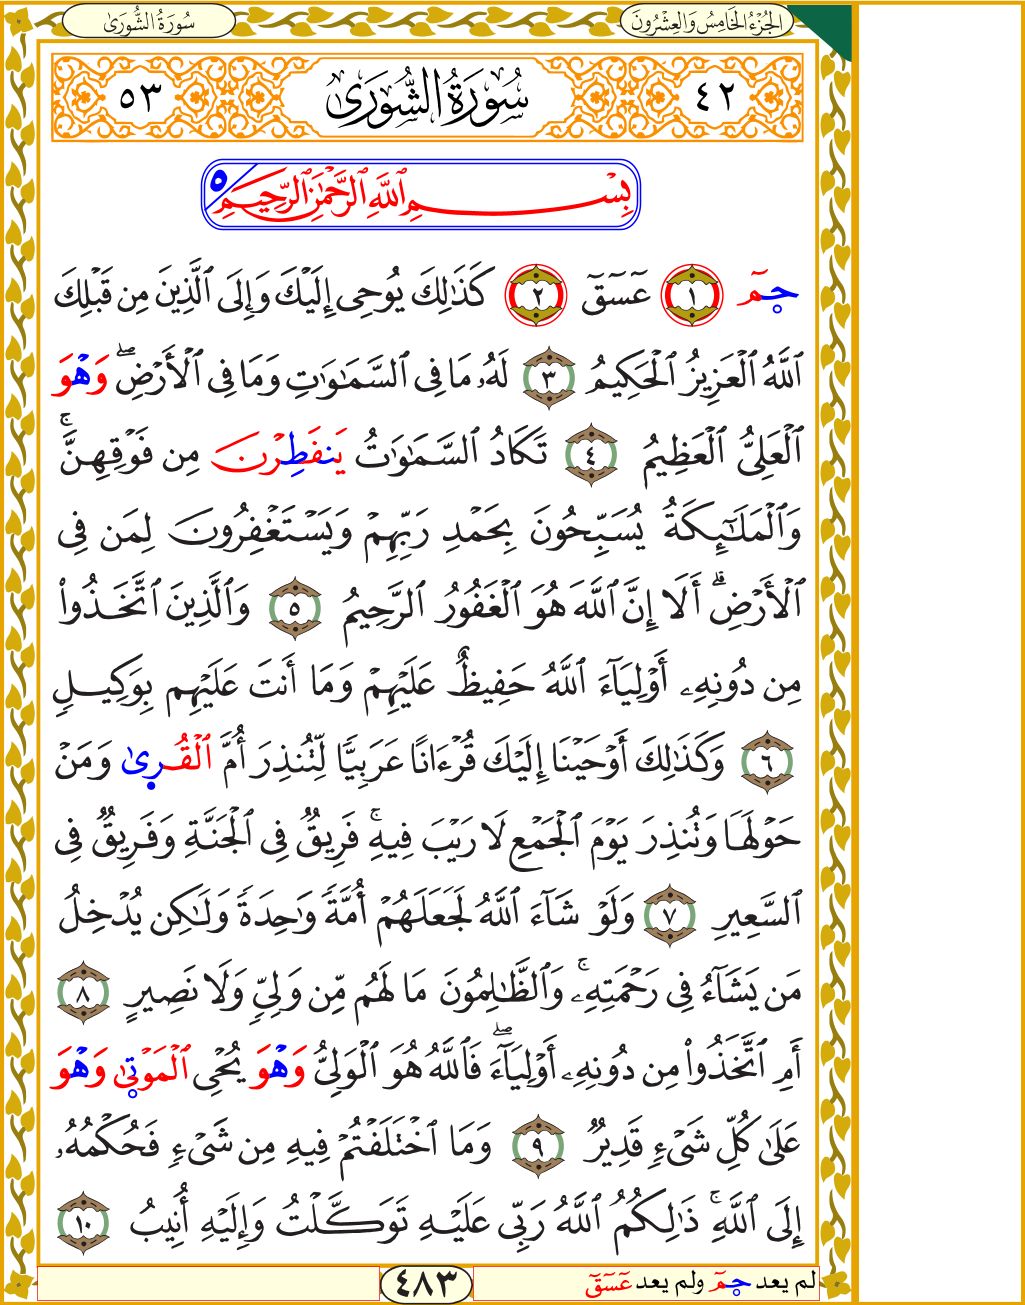 الجُزْءُ الخَامِسُ وَالعِشْرُونَ
سُورَةُ الشُّورَىٰ
٤٢ سُورَةُ الشُّورَىٰ ٥٣
بِسْمِ ٱللَّهِ ٱلرَّحْمَٰنِ ٱلرَّحِيمِ ٥
حمٓ ١ عٓسٓقٓ ٢ كَذَٰلِكَ يُوحِى إِلَيْكَ وَإِلَى ٱلَّذِينَ مِن قَبْلِكَ
ٱللَّهُ ٱلْعَزِيزُ ٱلْحَكِيمُ ٣ لَهُۥ مَا فِى ٱلسَّمَٰوَٰتِ وَمَا فِى ٱلْأَرْضِۖ وَهْوَ
ٱلْعَلِىُّ ٱلْعَظِيمُ ٤ تَكَادُ ٱلسَّمَٰوَٰتُ يَنفَطِرْنَ مِن فَوْقِهِنَّۚ
وَٱلْمَلَٰٓئِكَةُ يُسَبِّحُونَ بِحَمْدِ رَبِّهِمْ وَيَسْتَغْفِرُونَ لِمَن فِى
ٱلْأَرْضِۗ أَلَا إِنَّ ٱللَّهَ هُوَ ٱلْغَفُورُ ٱلرَّحِيمُ ٥ وَٱلَّذِينَ ٱتَّخَذُوا۟
مِن دُونِهِۦ أَوْلِيَآءَ ٱللَّهُ حَفِيظٌ عَلَيْهِمْ وَمَا أَنتَ عَلَيْهِم بِوَكِيلٍ
٦ وَكَذَٰلِكَ أَوْحَيْنَا إِلَيْكَ قُرْءَانًا عَرَبِيًّا لِّتُنذِرَ أُمَّ ٱلْقُرىٰ وَمَنْ
حَوْلَهَا وَتُنذِرَ يَوْمَ ٱلْجَمْعِ لَا رَيْبَ فِيهِۚ فَرِيقٌ فِى ٱلْجَنَّةِ وَفَرِيقٌ فِى
ٱلسَّعِيرِ ٧ وَلَوْ شَآءَ ٱللَّهُ لَجَعَلَهُمْ أُمَّةً وَٰحِدَةً وَلَٰكِن يُدْخِلُ
مَن يَشَآءُ فِى رَحْمَتِهِۦۚ وَٱلظَّٰلِمُونَ مَا لَهُم مِّن وَلِىٍّ وَلَا نَصِيرٍ ٨
أَمِ ٱتَّخَذُوا۟ مِن دُونِهِۦ أَوْلِيَآءَۖ فَٱللَّهُ هُوَ ٱلْوَلِىُّ وَهْوَ يُحْىِ ٱلْمَوْتىٰ وَهْوَ
عَلَىٰ كُلِّ شَىْءٍ قَدِيرٌ ٩ وَمَا ٱخْتَلَفْتُمْ فِيهِ مِن شَىْءٍ فَحُكْمُهُۥ
إِلَى ٱللَّهِۚ ذَٰلِكُمُ ٱللَّهُ رَبِّى عَلَيْهِ تَوَكَّلْتُ وَإِلَيْهِ أُنِيبُ ١٠
لم يعد حمٓ ولم يعد عٓسٓقٓ
٤٨٣